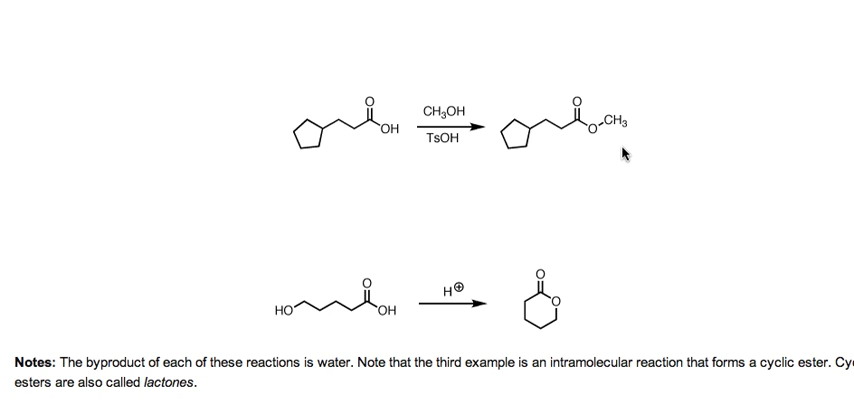 O
OH
CH₃OH
TsOH
O
O
CH₃
HO
O
OH
H⊕
O
O
Notes: The byproduct of each of these reactions is water. Note that the third example is an intramolecular reaction that forms a cyclic ester.
esters are also called lactones.